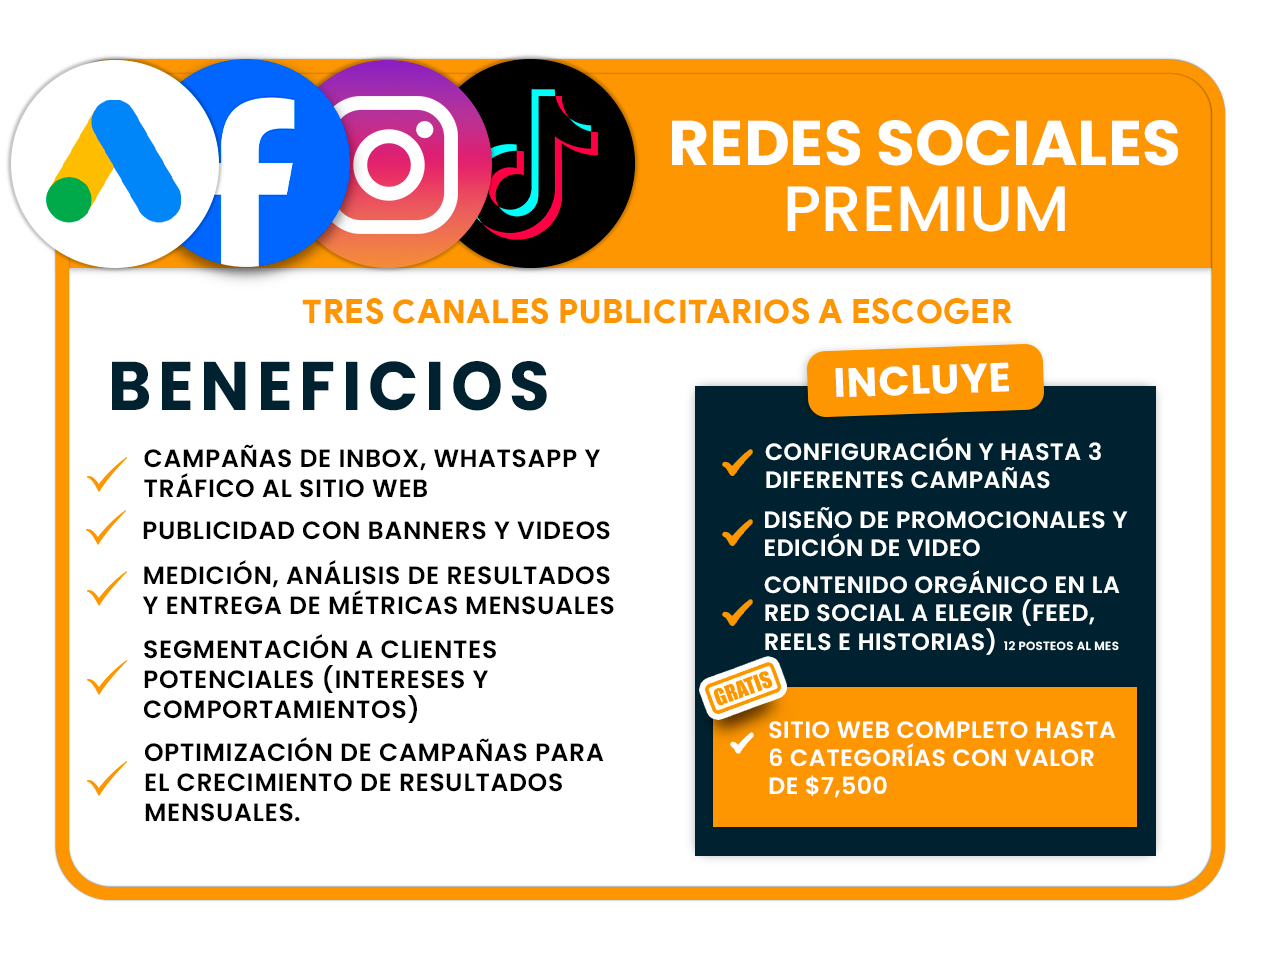 REDES SOCIALES
PREMIUM
TRES CANALES PUBLICITARIOS A ESCOGER
BENEFICIOS
CAMPAÑAS DE INBOX, WHATSAPP Y
TRÁFICO AL SITIO WEB
PUBLICIDAD CON BANNERS Y VIDEOS
MEDICIÓN, ANÁLISIS DE RESULTADOS
Y ENTREGA DE MÉTRICAS MENSUALES
SEGMENTACIÓN A CLIENTES
POTENCIALES (INTERESES Y
COMPORTAMIENTOS)
OPTIMIZACIÓN DE CAMPAÑAS PARA
EL CRECIMIENTO DE RESULTADOS
MENSUALES.
INCLUYE
CONFIGURACIÓN Y HASTA 3
DIFERENTES CAMPAÑAS
DISEÑO DE PROMOCIONALES Y
EDICIÓN DE VIDEO
CONTENIDO ORGÁNICO EN LA
RED SOCIAL A ELEGIR (FEED,
REELS E HISTORIAS) 12 POSTEOS AL MES
GRATIS
SITIO WEB COMPLETO HASTA
6 CATEGORÍAS CON VALOR
DE $7,500